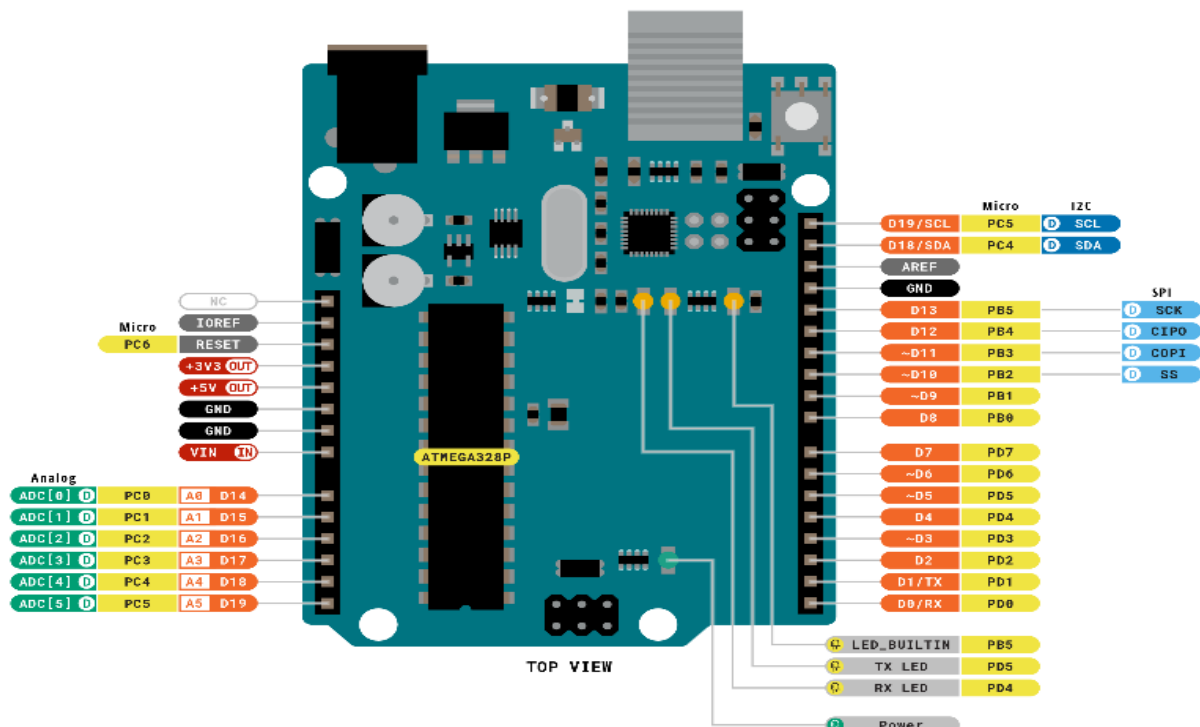 Micro I2C
D19/SCL PC5 D SCL
D18/SDA PC4 D SDA
AREF
GND
SPI
D13 PB5 D SCK
D12 PB4 D CIPO
~D11 PB3 D COPI
~D10 PB2 D SS
~D9 PB1
D8 PB0
D7 PD7
~D6 PD6
~D5 PD5
D4 PD4
~D3 PD3
D2 PD2
D1/TX PD1
D0/RX PD0
NC
IOREF
Micro
PC6 RESET
+3V3 OUT
+5V OUT
GND
GND
VIN IN
Analog
ADC[0] D PC0 A0 D14
ADC[1] D PC1 A1 D15
ADC[2] D PC2 A2 D16
ADC[3] D PC3 A3 D17
ADC[4] D PC4 A4 D18
ADC[5] D PC5 A5 D19
ATMEGA328P
TOP VIEW
LED_BUILTIN PB5
TX LED PD5
RX LED PD4
Power